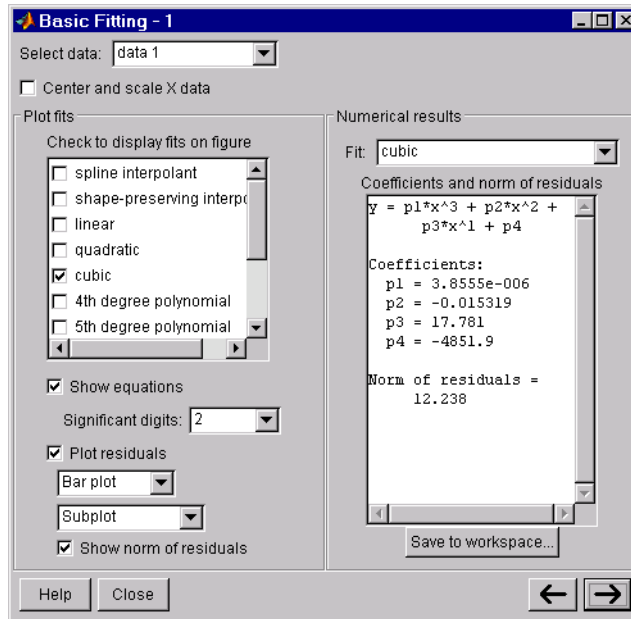 Basic Fitting - 1
Select data: data 1
Center and scale X data
Plot fits
Check to display fits on figure
spline interpolant
shape-preserving interpo
linear
quadratic
cubic
4th degree polynomial
5th degree polynomial
Show equations
Significant digits: 2
Plot residuals
Bar plot
Subplot
Show norm of residuals
Numerical results
Fit: cubic
Coefficients and norm of residuals
y = p1*x^3 + p2*x^2 +
p3*x^1 + p4
Coefficients:
p1 = 3.8555e-006
p2 = -0.015319
p3 = 17.781
p4 = -4851.9
Norm of residuals =
12.238
Save to workspace...
Help
Close